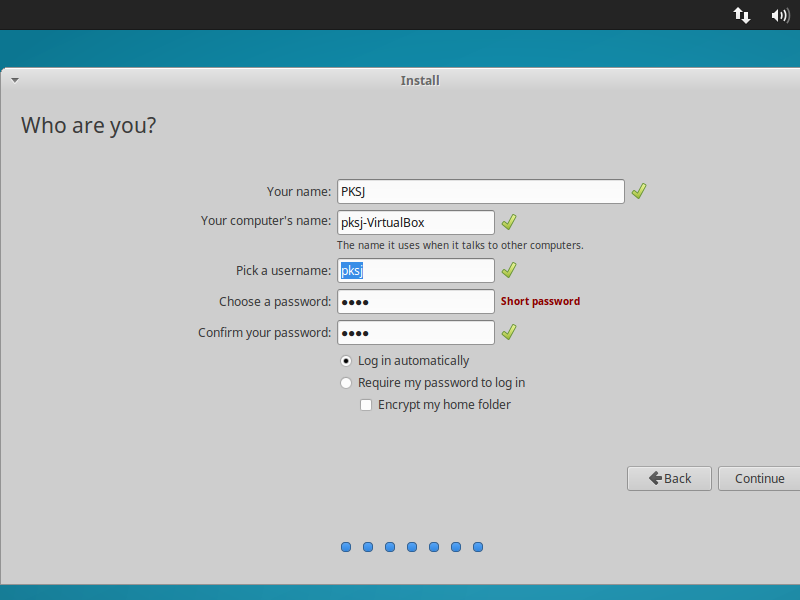 Install
Who are you?
Your name: PKSJ
Your computer's name: pksj-VirtualBox
The name it uses when it talks to other computers.
Pick a username: pksj
Choose a password: ●●●● Short password
Confirm your password: ●●●●
Log in automatically
Require my password to log in
Encrypt my home folder
Back Continue